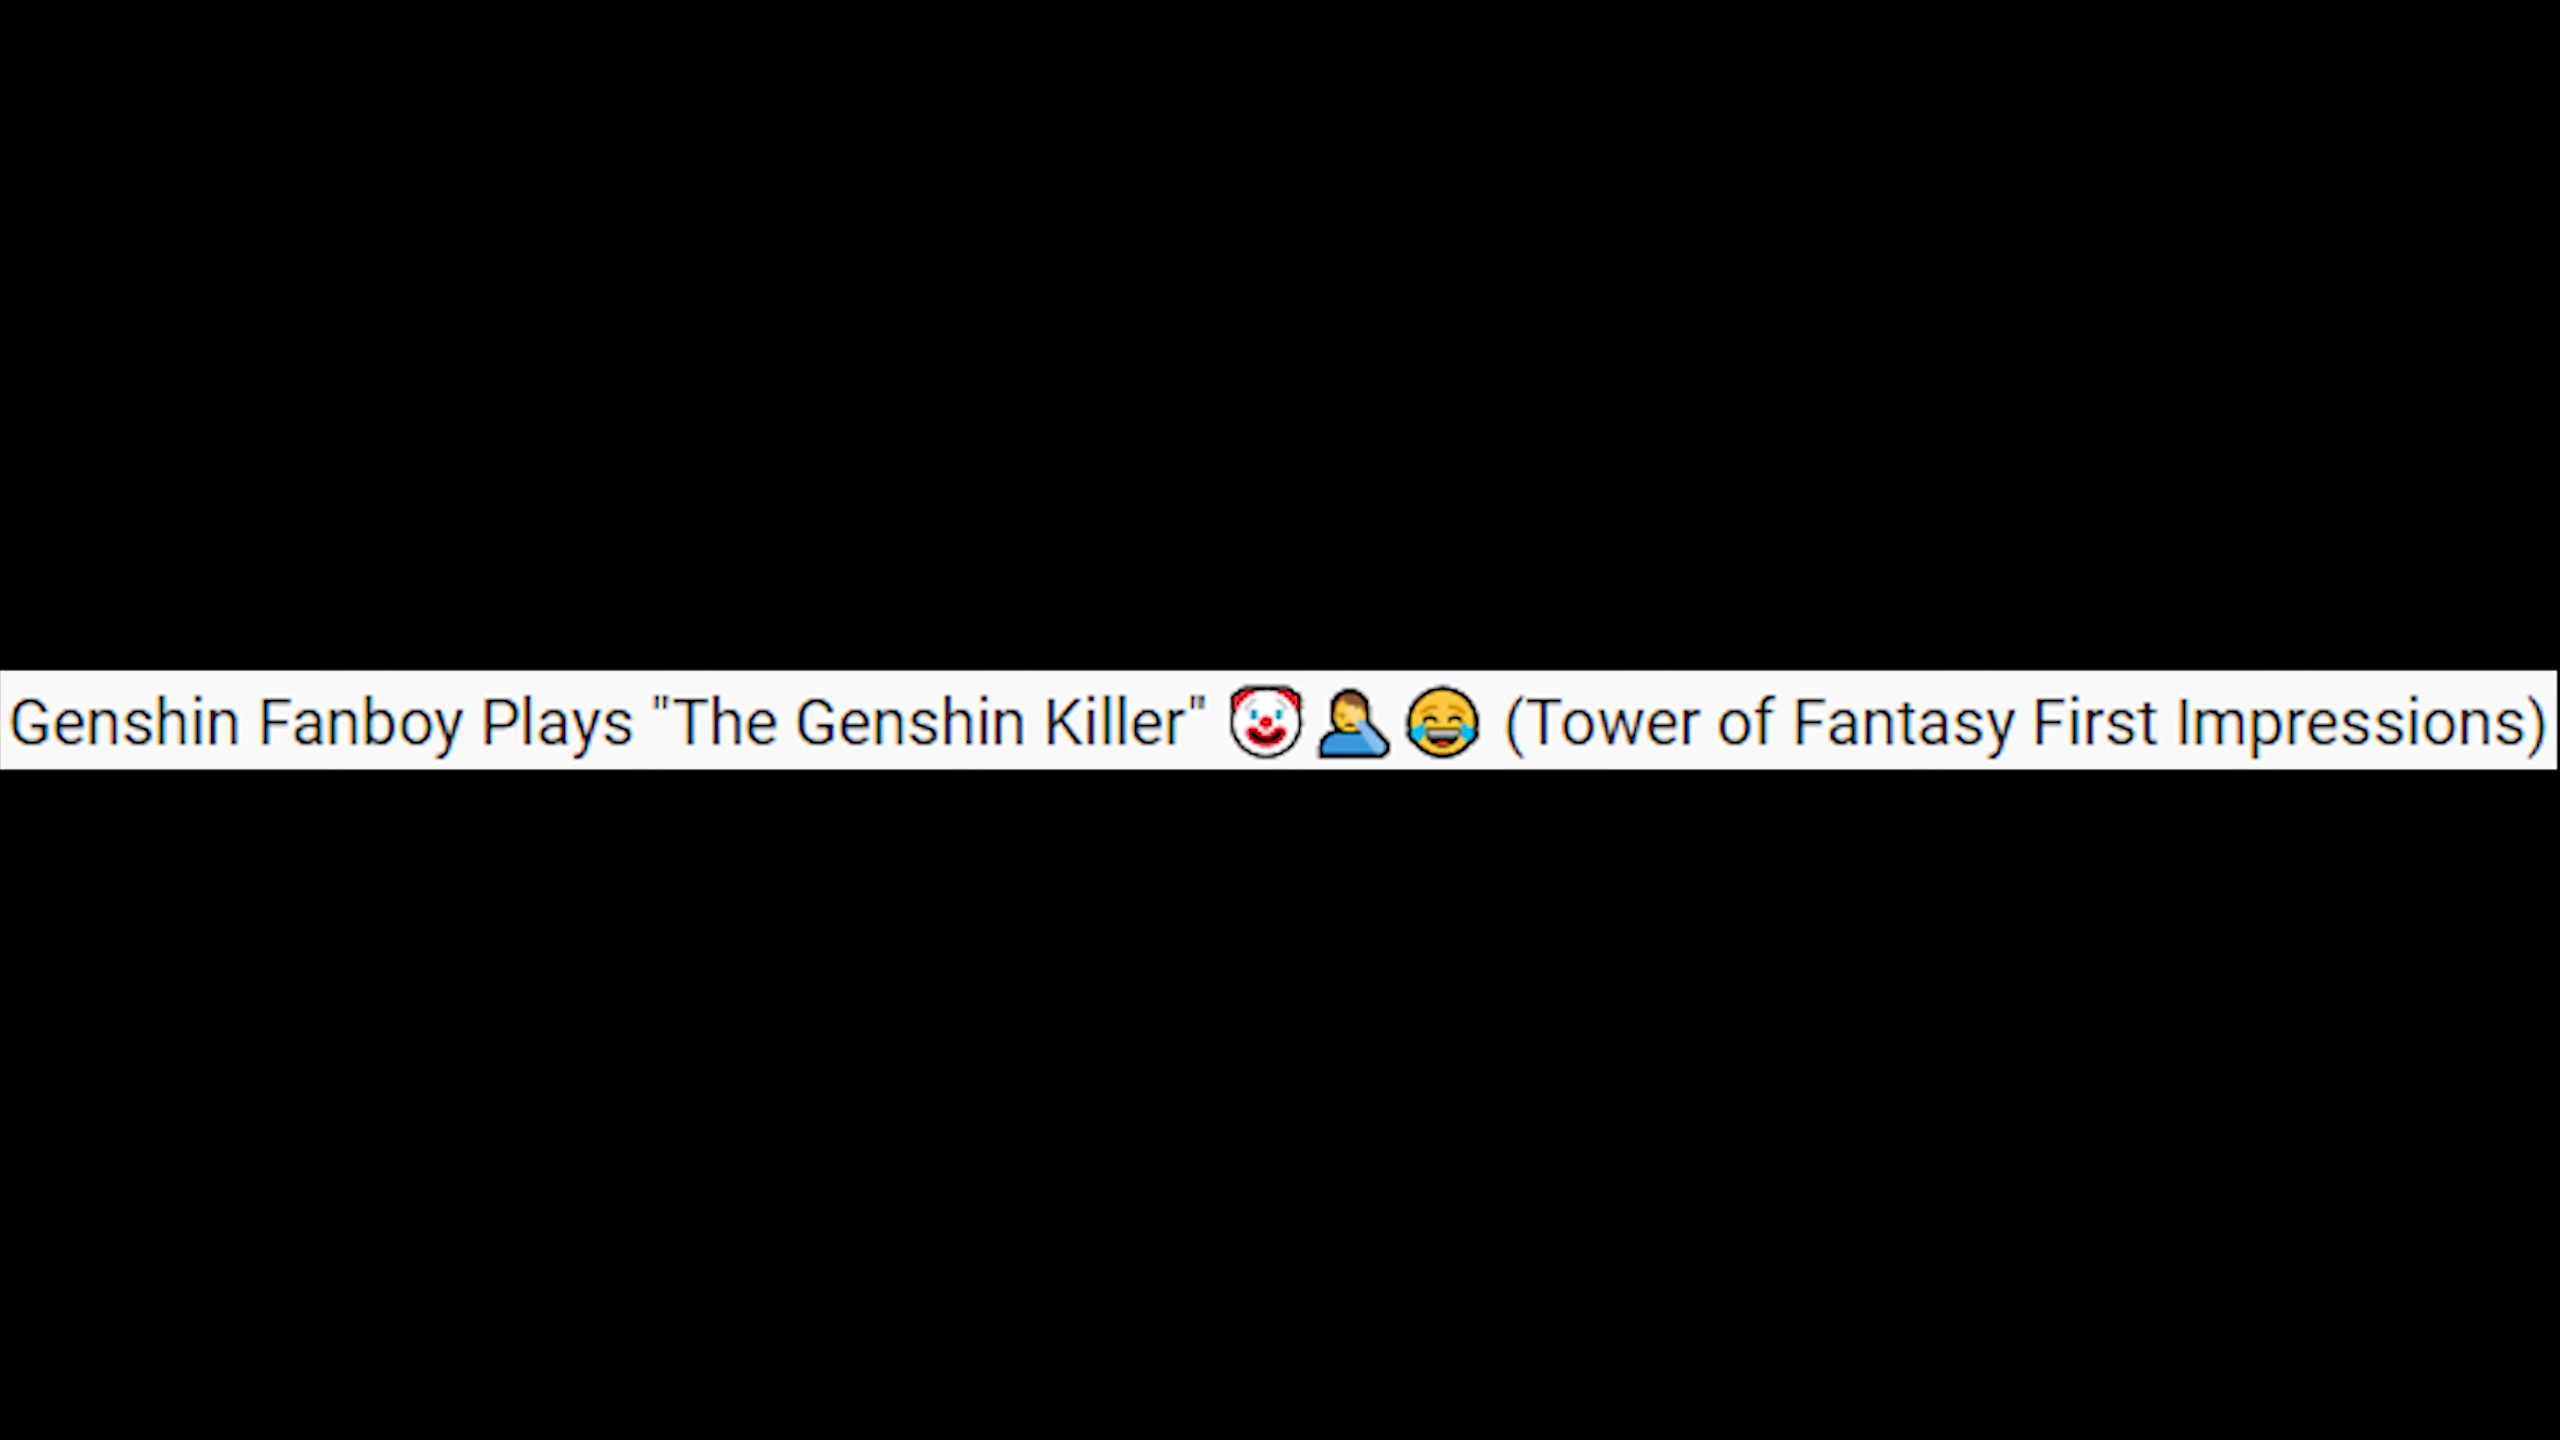 Genshin Fanboy Plays "The Genshin Killer" 🤡🤦‍♂️😂 (Tower of Fantasy First Impressions)